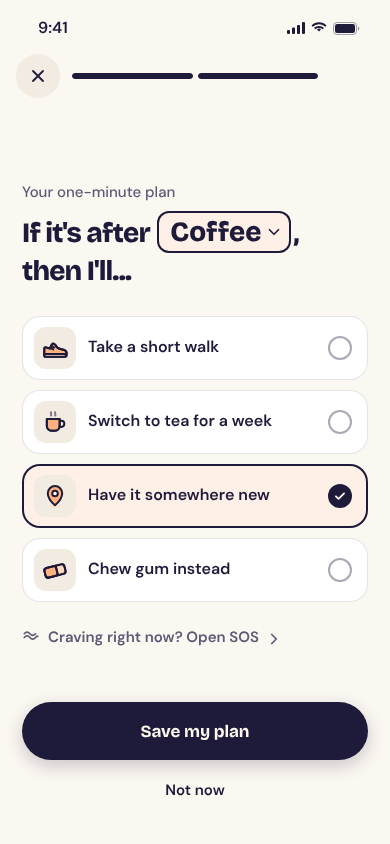 9:41
Your one-minute plan
If it's after Coffee,
then I'll...
Take a short walk
Switch to tea for a week
Have it somewhere new
Chew gum instead
Craving right now? Open SOS
Save my plan
Not now